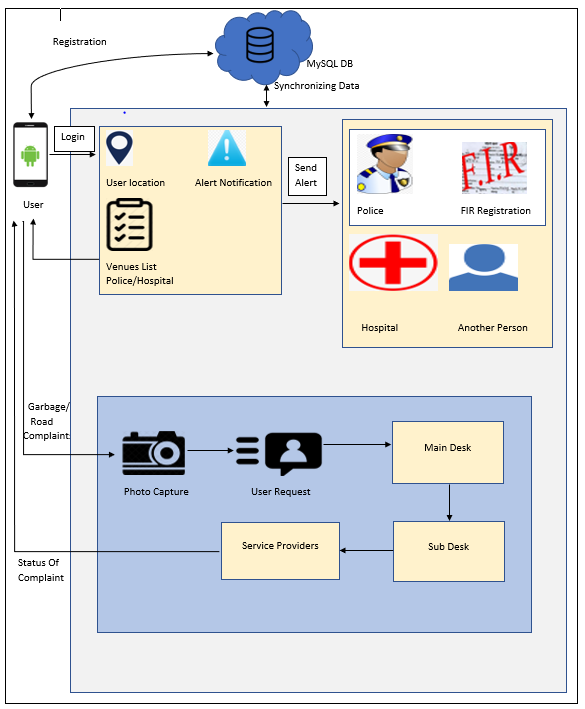 Registration
MySQL DB
Synchronizing Data
Login
User location
Alert Notification
Send
Alert
F.I.R
Police
FIR Registration
User
Venues List
Police/Hospital
Hospital
Another Person
Garbage/
Road
Complaint
Photo Capture
User Request
Main Desk
Service Providers
Sub Desk
Status Of
Complaint